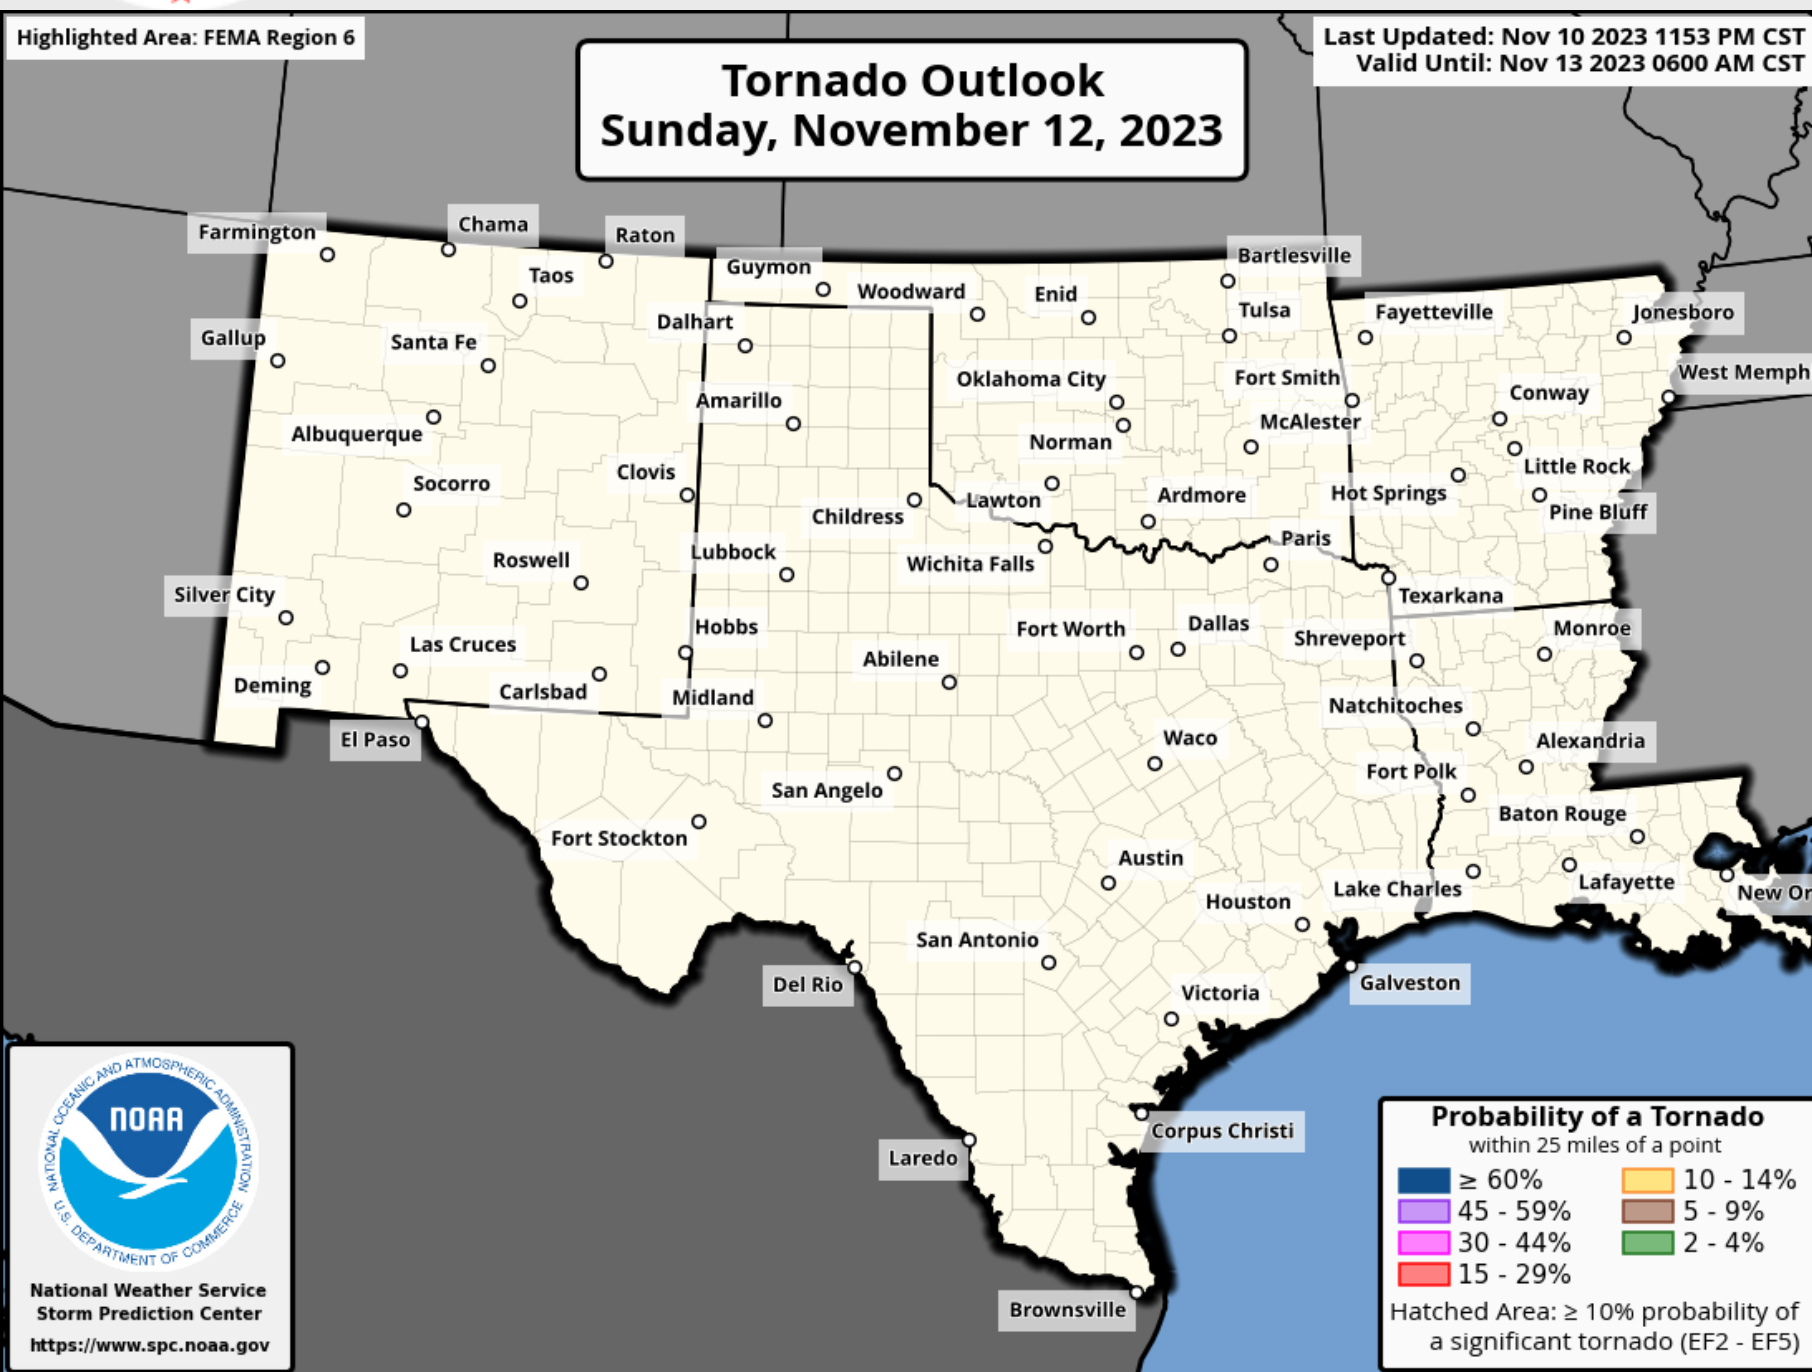 Highlighted Area: FEMA Region 6
Tornado Outlook
Sunday, November 12, 2023
Last Updated: Nov 10 2023 1153 PM CST
Valid Until: Nov 13 2023 0600 AM CST
Farmington
Chama
Raton
Taos
Guymon
Woodward
Enid
Bartlesville
Tulsa
Fayetteville
Jonesboro
Gallup
Santa Fe
Dalhart
Oklahoma City
Fort Smith
Conway
West Memph
Albuquerque
Amarillo
Norman
McAlester
Little Rock
Socorro
Clovis
Childress
Lawton
Ardmore
Hot Springs
Pine Bluff
Roswell
Lubbock
Wichita Falls
Paris
Silver City
Texarkana
Las Cruces
Hobbs
Fort Worth
Dallas
Shreveport
Monroe
Deming
Carlsbad
Midland
Abilene
Natchitoches
El Paso
Waco
Alexandria
San Angelo
Fort Polk
Fort Stockton
Baton Rouge
Austin
Houston
Lake Charles
Lafayette
New Or
San Antonio
Del Rio
Victoria
Galveston
Corpus Christi
Laredo
Brownsville
NATIONAL OCEANIC AND ATMOSPHERIC ADMINISTRATION
NOAA
U.S. DEPARTMENT OF COMMERCE
National Weather Service
Storm Prediction Center
https://www.spc.noaa.gov
Probability of a Tornado
within 25 miles of a point
≥ 60%
45 - 59%
30 - 44%
15 - 29%
10 - 14%
5 - 9%
2 - 4%
Hatched Area: ≥ 10% probability of
a significant tornado (EF2 - EF5)